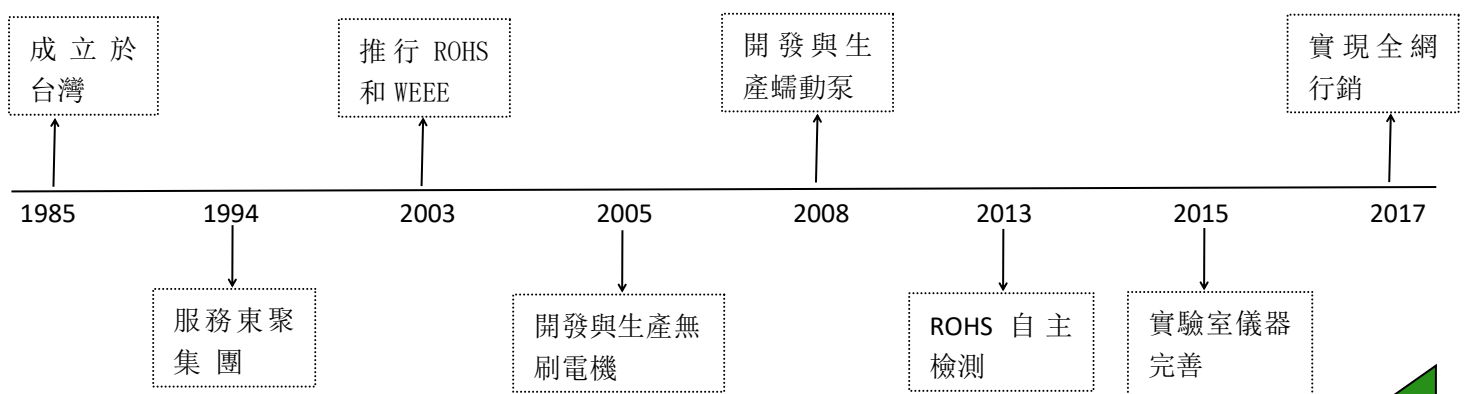 成立於
台灣
推行 ROHS
和 WEEE
開發與生
產蠕動泵
實現全網
行銷
1985
1994
2003
2005
2008
2013
2015
2017
服務東聚
集團
開發與生產無
刷電機
ROHS 自主
檢測
實驗室儀器
完善